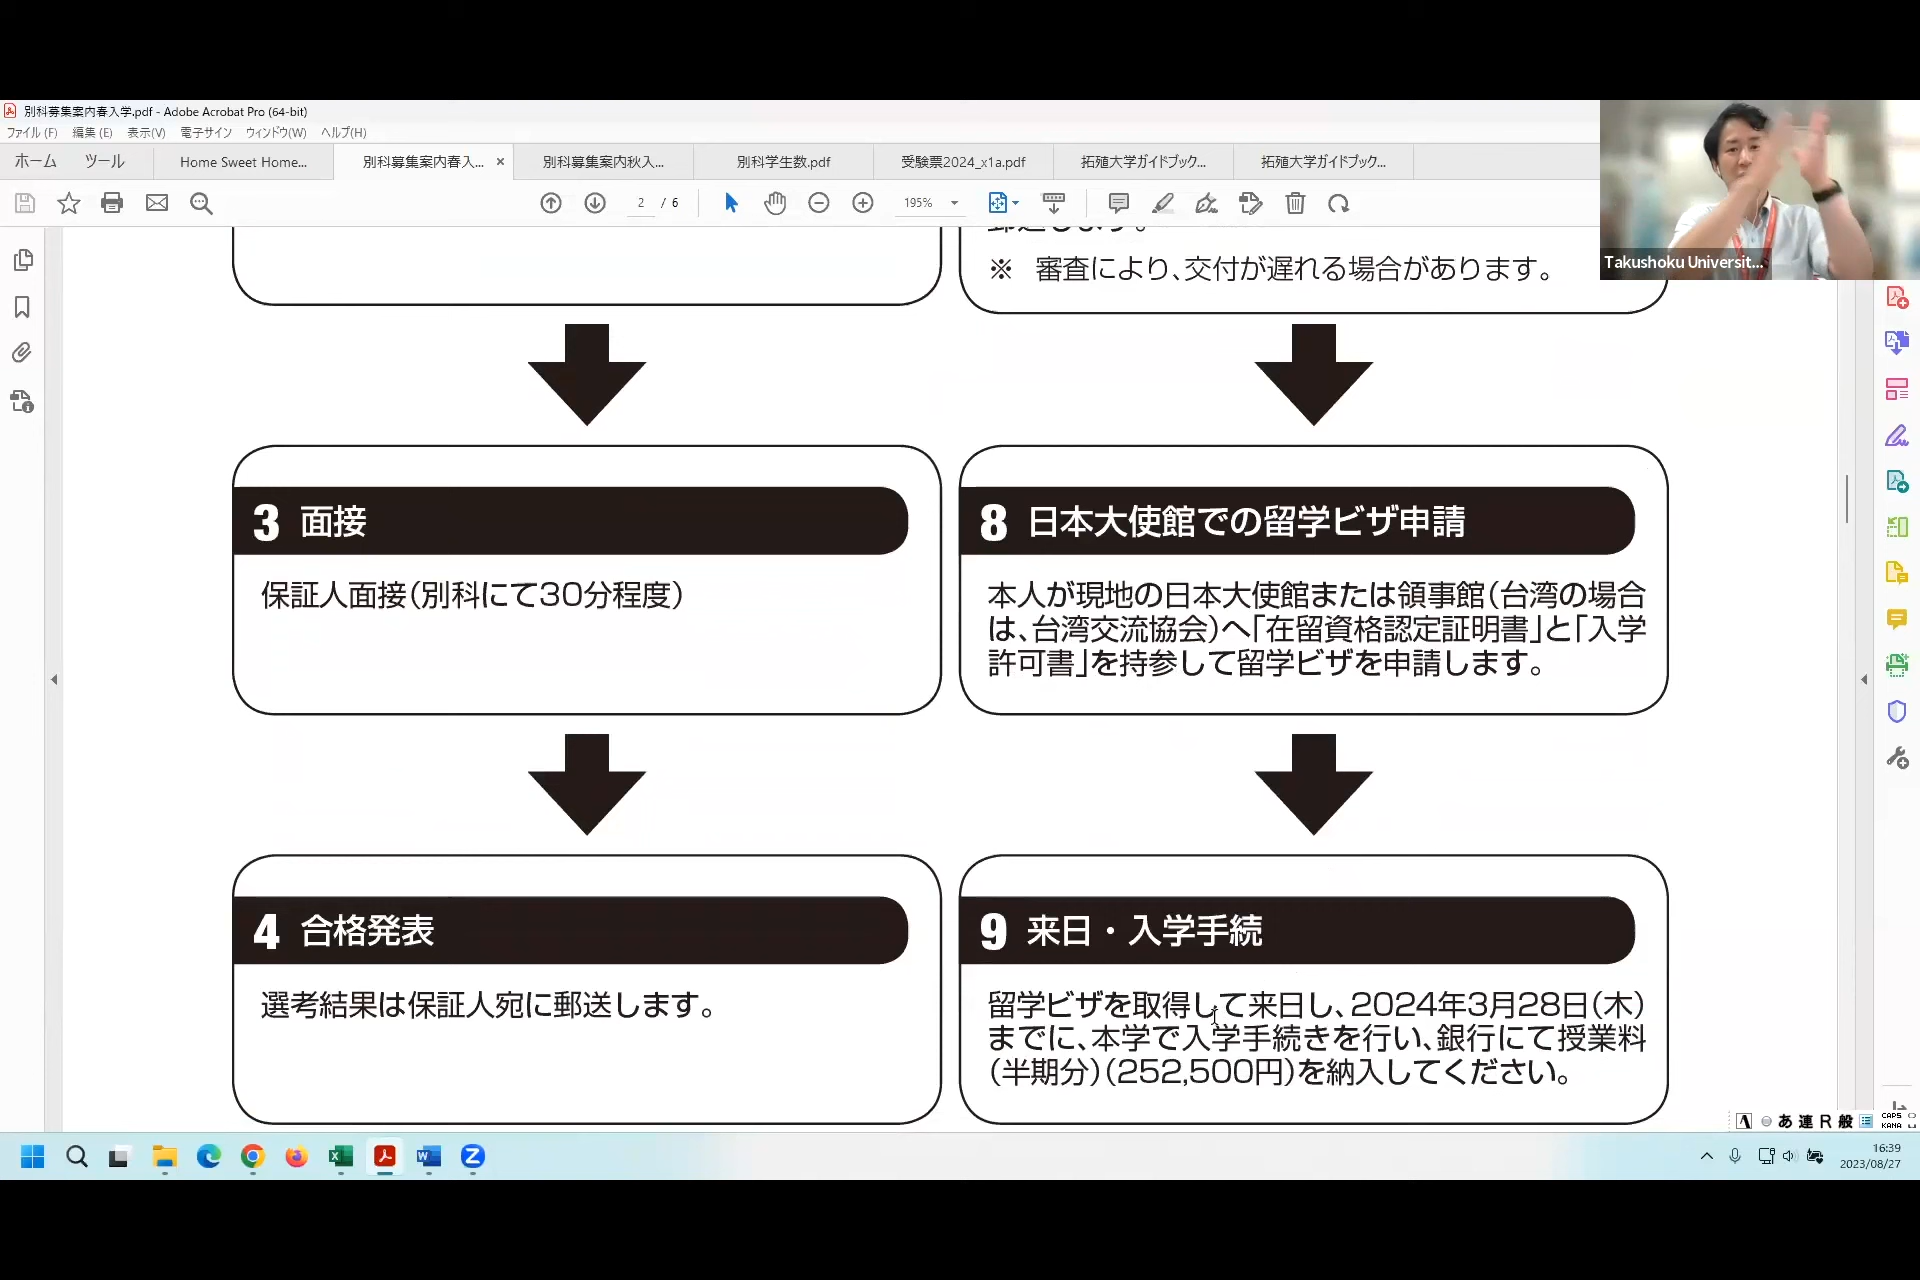 別科募集案内春入学.pdf - Adobe Acrobat Pro (64-bit)
ファイル(F) 編集(E) 表示(V) 電子サイン ウィンドウ(W) ヘルプ(H)
ホーム ツール Home Sweet Home... 別科募集案内春入... × 別科募集案内秋入... 別科学生数.pdf 受験票2024_x1a.pdf 拓殖大学ガイドブック... 拓殖大学ガイドブック...
2 / 6 195%
Takushoku Universit...
※ 審査により、交付が遅れる場合があります。
3 面接
保証人面接(別科にて30分程度)
4 合格発表
選考結果は保証人宛に郵送します。
8 日本大使館での留学ビザ申請
本人が現地の日本大使館または領事館(台湾の場合
は、台湾交流協会)へ「在留資格認定証明書」と「入学
許可書」を持参して留学ビザを申請します。
9 来日・入学手続
留学ビザを取得して来日し、2024年3月28日(木)
までに、本学で入学手続きを行い、銀行にて授業料
(半期分)(252,500円)を納入してください。
A あ 連 R 般 CAPS
KANA
16:39
2023/08/27